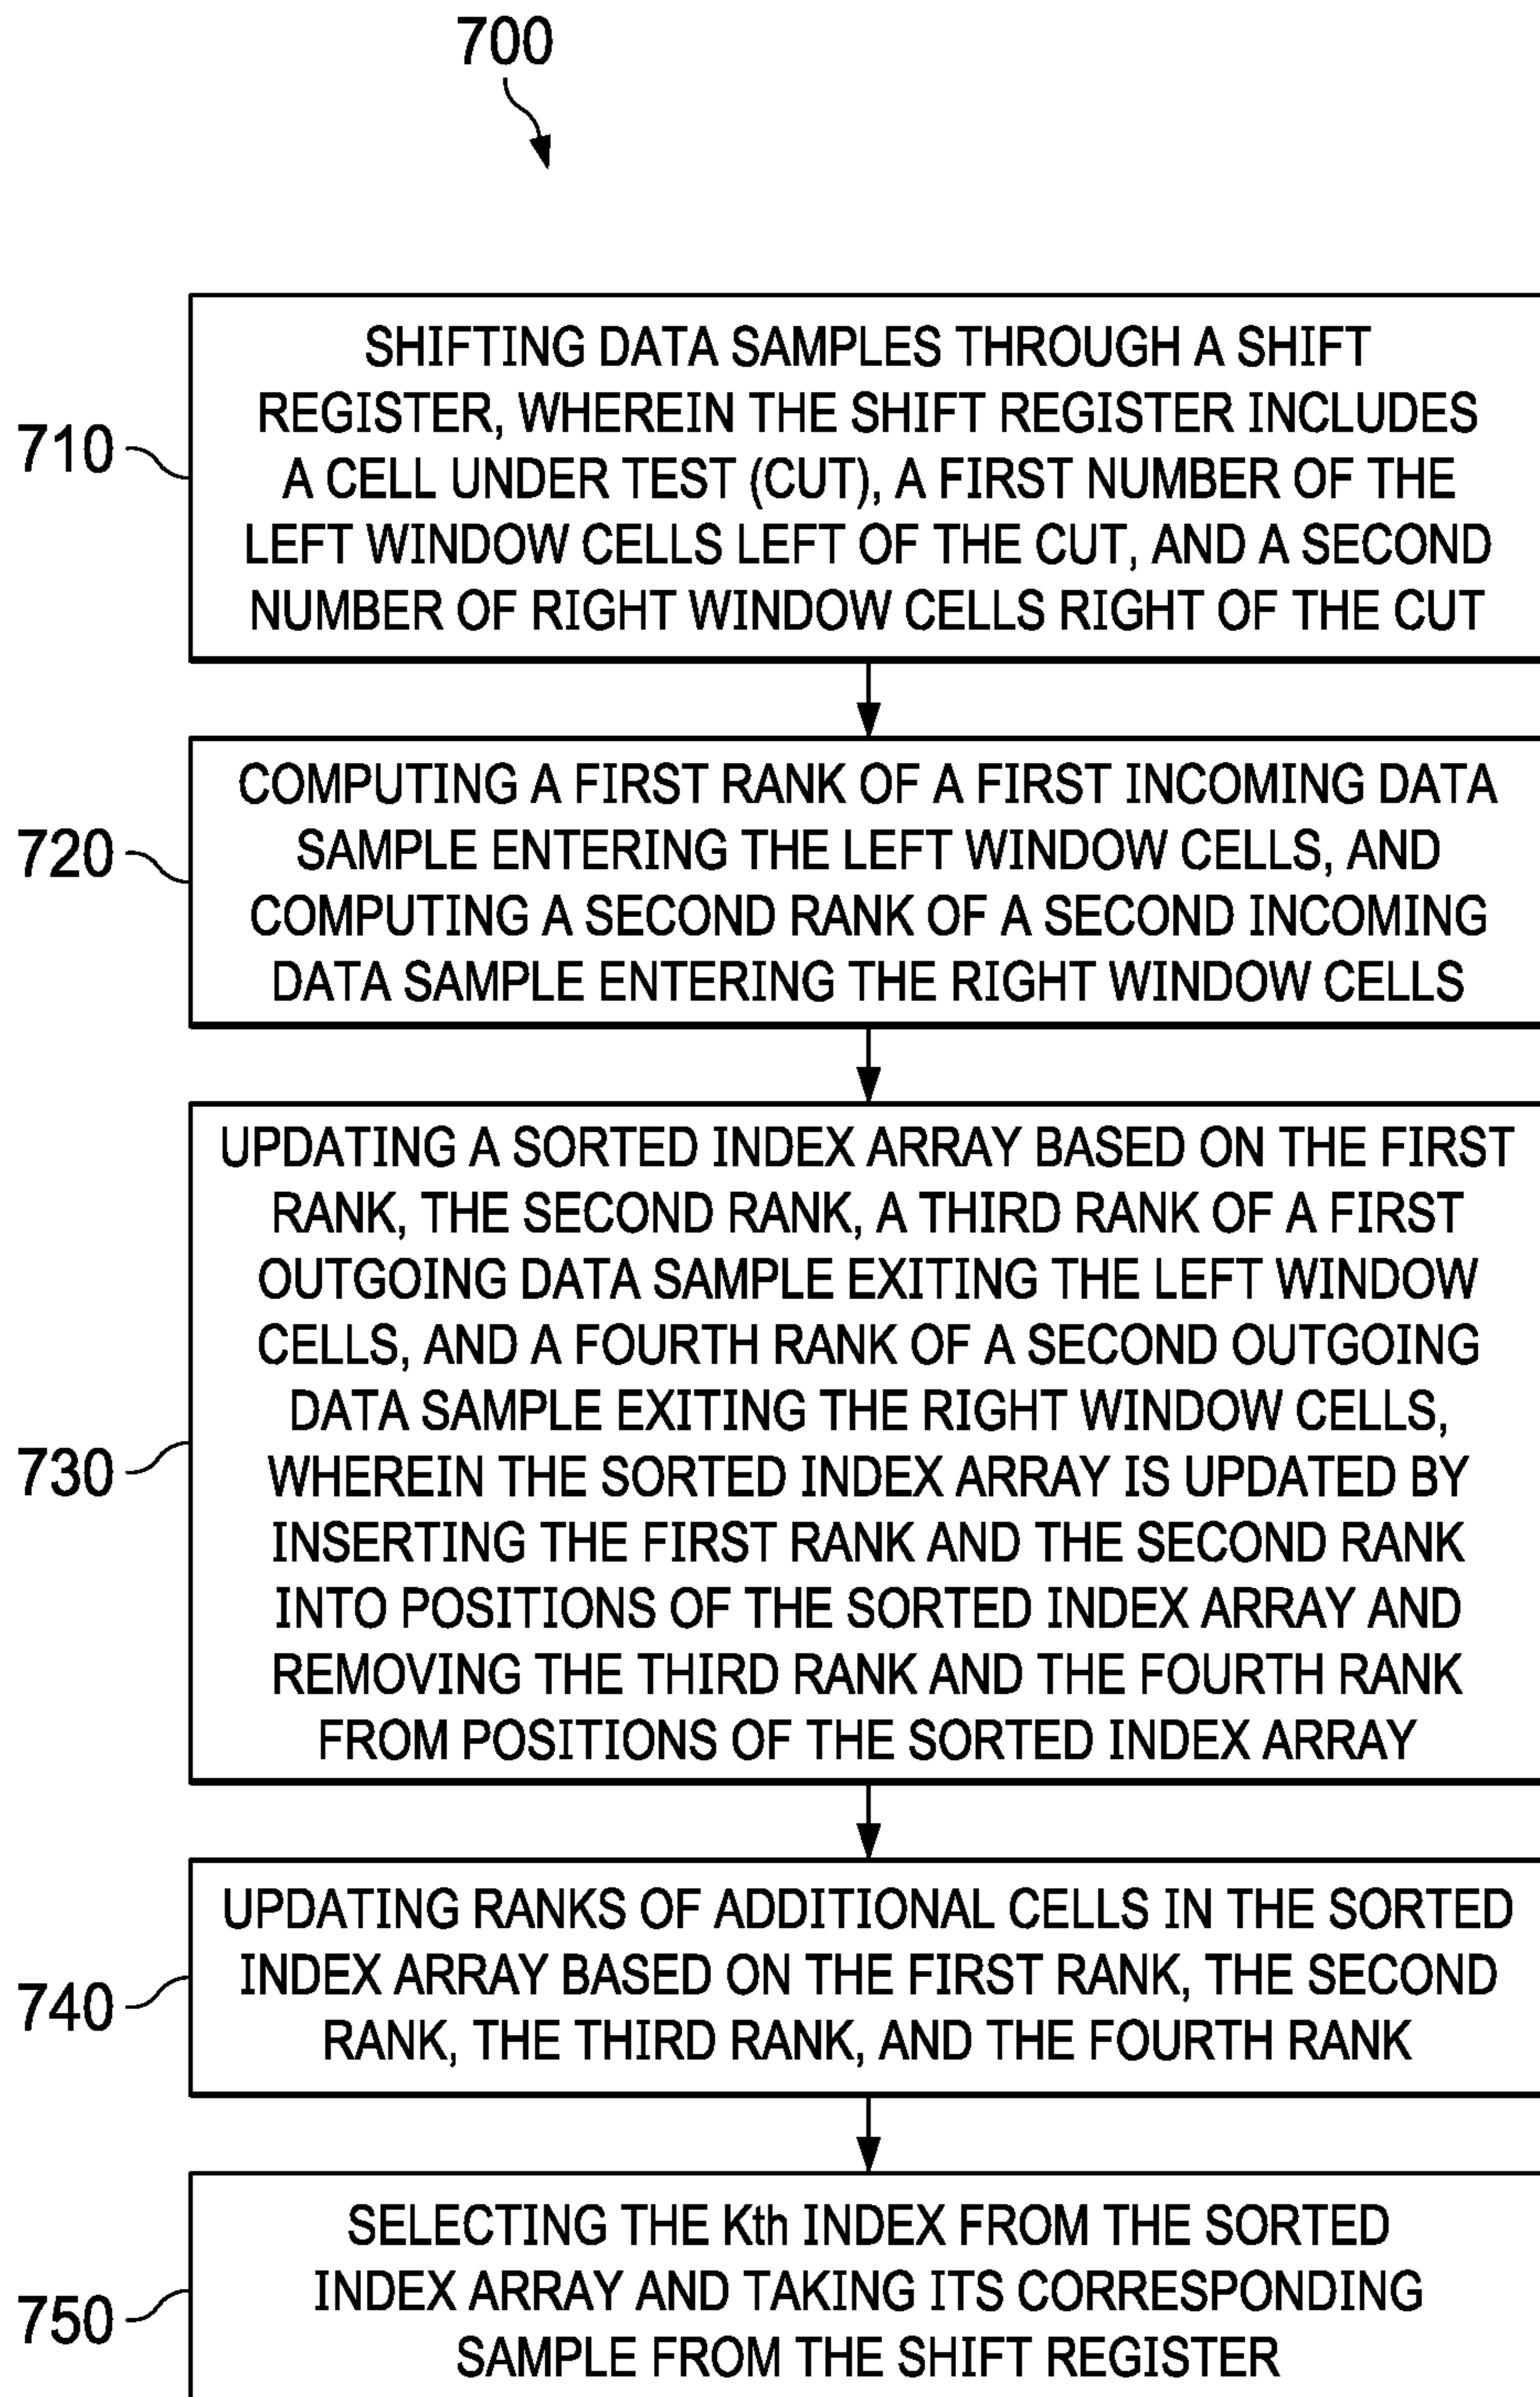 700
710
SHIFTING DATA SAMPLES THROUGH A SHIFT
REGISTER, WHEREIN THE SHIFT REGISTER INCLUDES
A CELL UNDER TEST (CUT), A FIRST NUMBER OF THE
LEFT WINDOW CELLS LEFT OF THE CUT, AND A SECOND
NUMBER OF RIGHT WINDOW CELLS RIGHT OF THE CUT
720
COMPUTING A FIRST RANK OF A FIRST INCOMING DATA
SAMPLE ENTERING THE LEFT WINDOW CELLS, AND
COMPUTING A SECOND RANK OF A SECOND INCOMING
DATA SAMPLE ENTERING THE RIGHT WINDOW CELLS
730
UPDATING A SORTED INDEX ARRAY BASED ON THE FIRST
RANK, THE SECOND RANK, A THIRD RANK OF A FIRST
OUTGOING DATA SAMPLE EXITING THE LEFT WINDOW
CELLS, AND A FOURTH RANK OF A SECOND OUTGOING
DATA SAMPLE EXITING THE RIGHT WINDOW CELLS,
WHEREIN THE SORTED INDEX ARRAY IS UPDATED BY
INSERTING THE FIRST RANK AND THE SECOND RANK
INTO POSITIONS OF THE SORTED INDEX ARRAY AND
REMOVING THE THIRD RANK AND THE FOURTH RANK
FROM POSITIONS OF THE SORTED INDEX ARRAY
740
UPDATING RANKS OF ADDITIONAL CELLS IN THE SORTED
INDEX ARRAY BASED ON THE FIRST RANK, THE SECOND
RANK, THE THIRD RANK, AND THE FOURTH RANK
750
SELECTING THE Kth INDEX FROM THE SORTED
INDEX ARRAY AND TAKING ITS CORRESPONDING
SAMPLE FROM THE SHIFT REGISTER